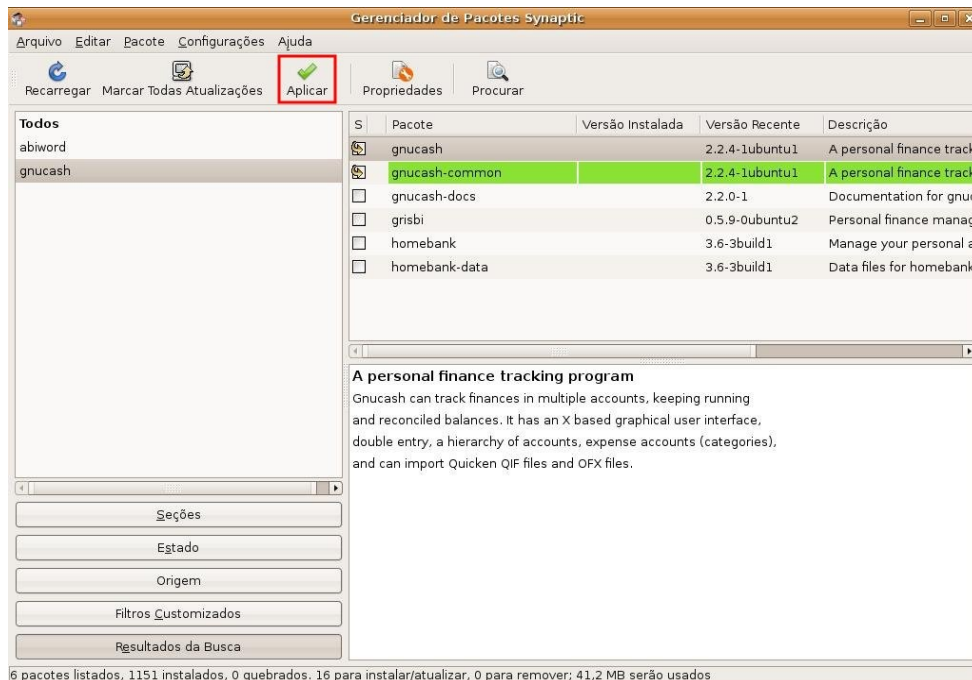 Gerenciador de Pacotes Synaptic
Arquivo Editar Pacote Configurações Ajuda
Recarregar Marcar Todas Atualizações Aplicar Propriedades Procurar
Todos
abiword
gnucash
S Pacote Versão Instalada Versão Recente Descrição
gnucash 2.2.4-1ubuntu1 A personal finance track
gnucash-common 2.2.4-1ubuntu1 A personal finance track
gnucash-docs 2.2.0-1 Documentation for gnu
grisbi 0.5.9-0ubuntu2 Personal finance manag
homebank 3.6-3build1 Manage your personal a
homebank-data 3.6-3build1 Data files for homebank
A personal finance tracking program
Gnucash can track finances in multiple accounts, keeping running
and reconciled balances. It has an X based graphical user interface,
double entry, a hierarchy of accounts, expense accounts (categories),
and can import Quicken QIF files and OFX files.
Seções
Estado
Origem
Filtros Customizados
Resultados da Busca
6 pacotes listados, 1151 instalados, 0 quebrados. 16 para instalar/atualizar, 0 para remover; 41,2 MB serão usados